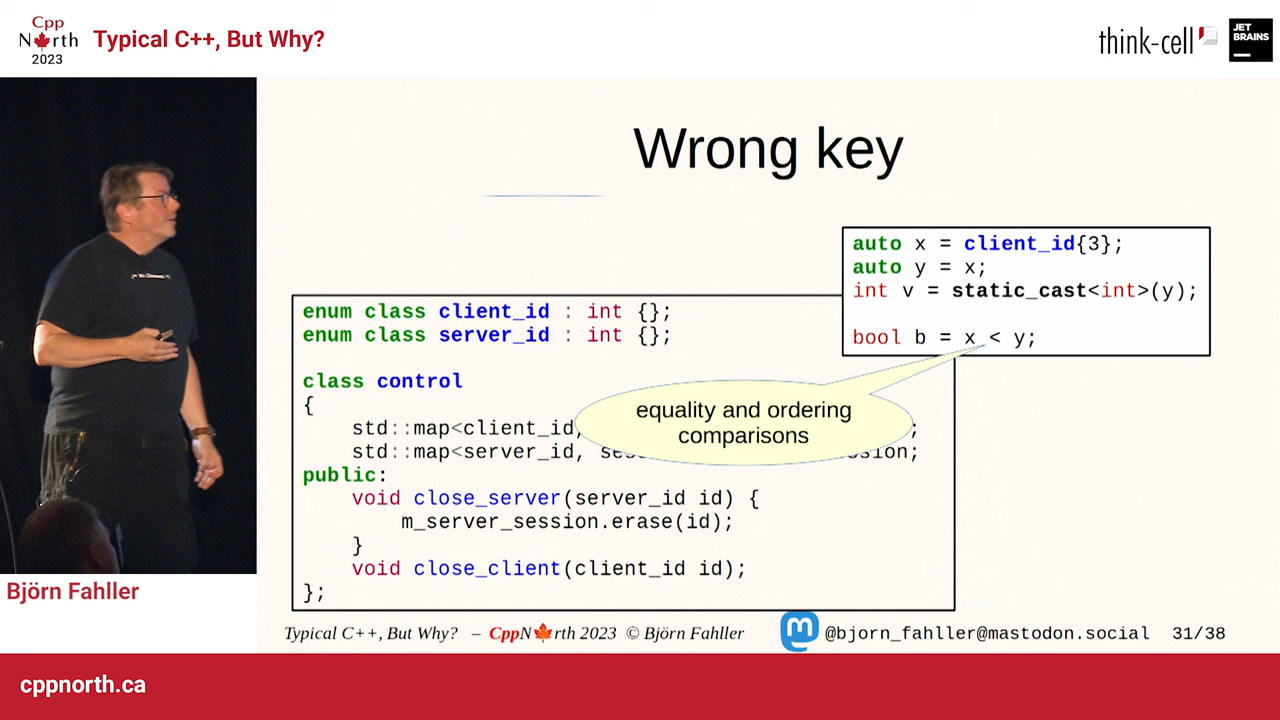 Cpp
North
2023
Typical C++, But Why?
think-cell
JET
BRAINS
Wrong key
auto x = client_id{3};
auto y = x;
int v = static_cast<int>(y);
bool b = x < y;
enum class client_id : int {};
enum class server_id : int {};
class control
{
std::map<client_id, ;
std::map<server_id, ;
equality and ordering
comparisons
public:
void close_server(server_id id) {
m_server_session.erase(id);
}
void close_client(client_id id);
};
Björn Fahller
Typical C++, But Why? – CppNorth 2023 © Björn Fahller
@bjorn_fahller@mastodon.social 31/38
cppnorth.ca